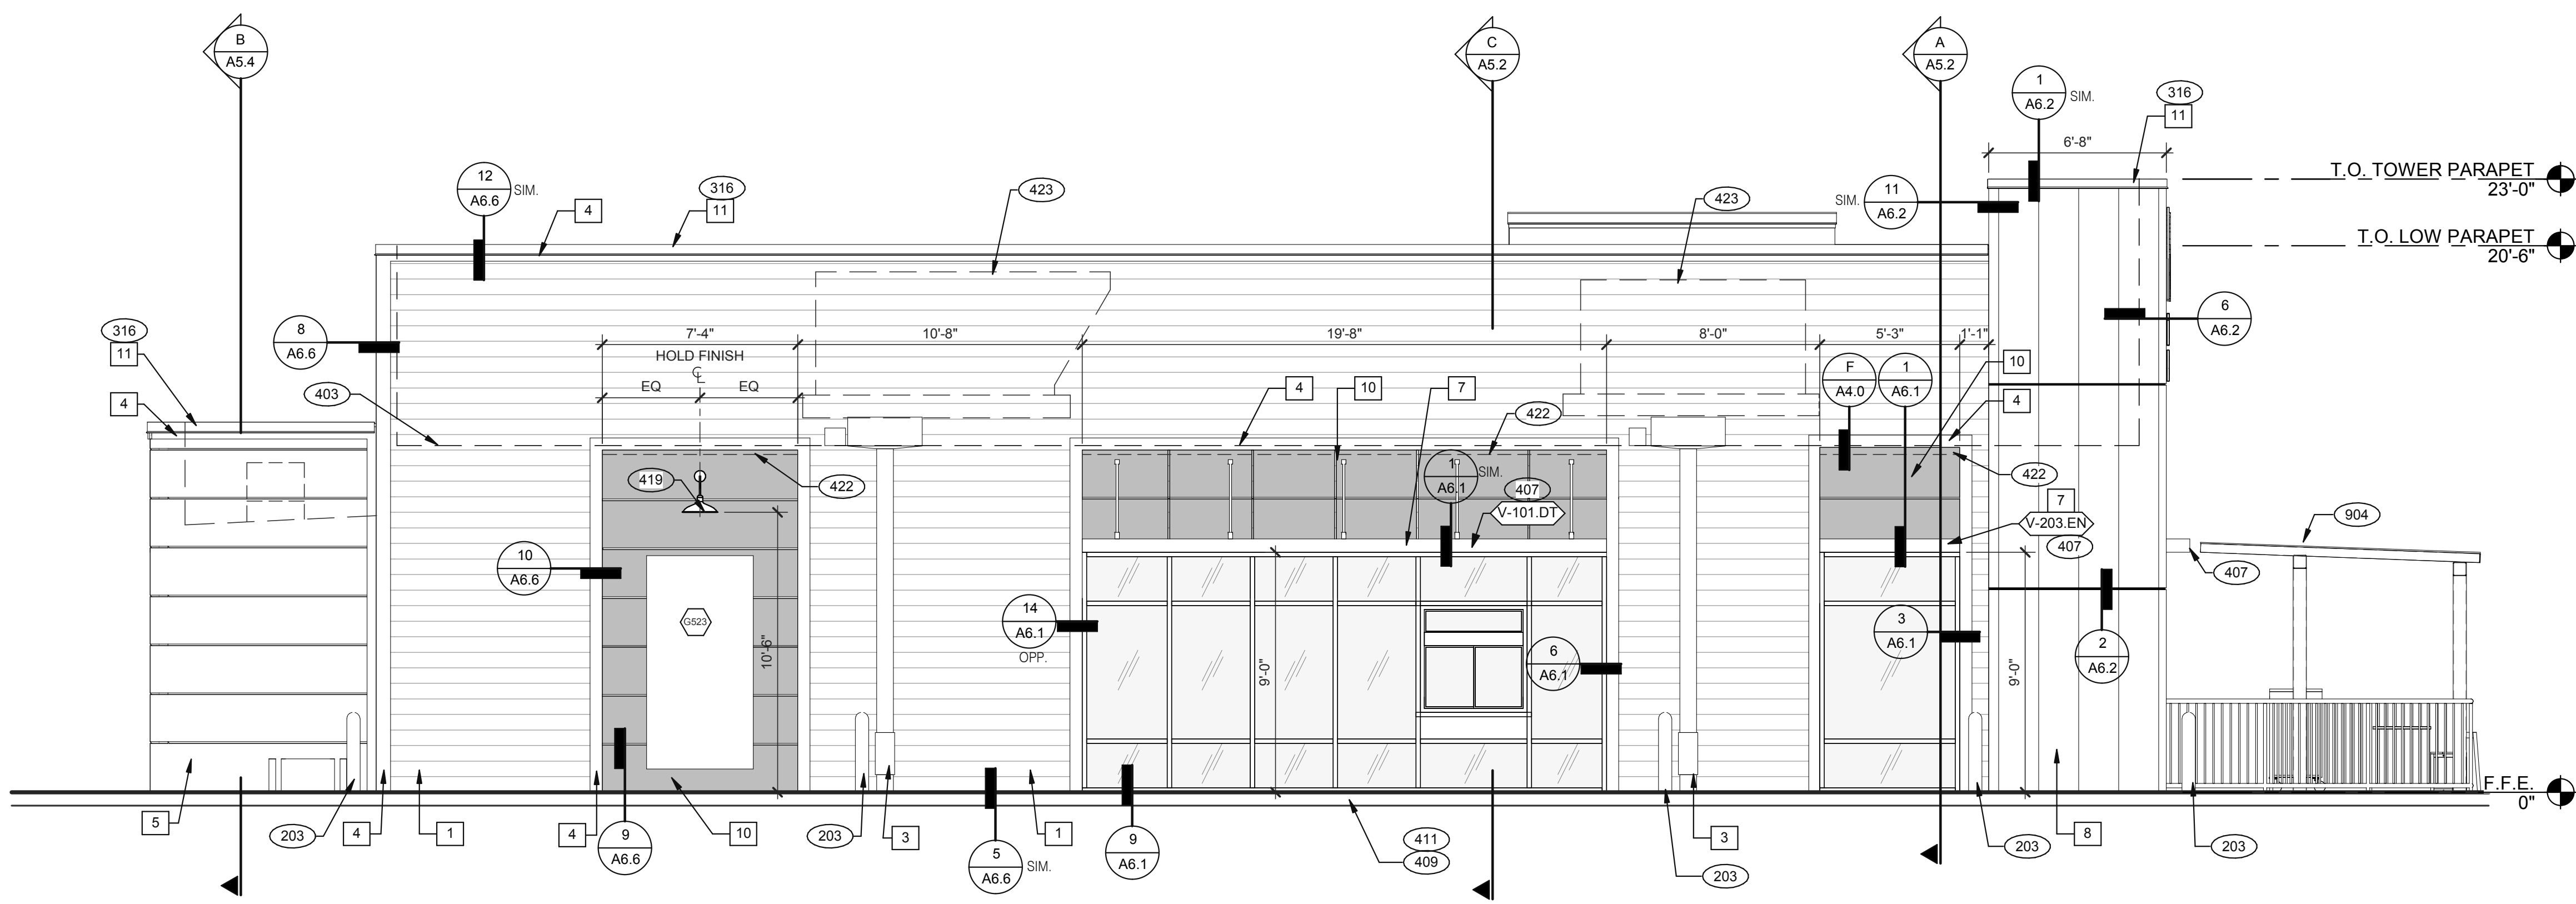 B
A5.4
C
A5.2
A
A5.2
1
A6.2
SIM.
316
11
6'-8"
T.O. TOWER PARAPET
23'-0"
12
A6.6
SIM.
4
316
11
423
423
SIM.
11
A6.2
T.O. LOW PARAPET
20'-6"
316
11
4
8
A6.6
403
7'-4"
10'-8"
19'-8"
8'-0"
5'-3"
1'-1"
HOLD FINISH
CL
EQ
EQ
4
10
7
422
F
A4.0
1
A6.1
10
4
6
A6.2
419
422
1
A6.1
SIM.
407
V-101.DT
422
7
V-203.EN
407
904
407
10
A6.6
G523
10'-6"
14
A6.1
OPP.
9'-0"
6
A6.1
3
A6.1
9'-0"
2
A6.2
F.F.E.
0"
5
203
4
1
4
9
A6.6
10
203
3
5
A6.6
SIM.
1
9
A6.1
411
409
203
3
203
8
203